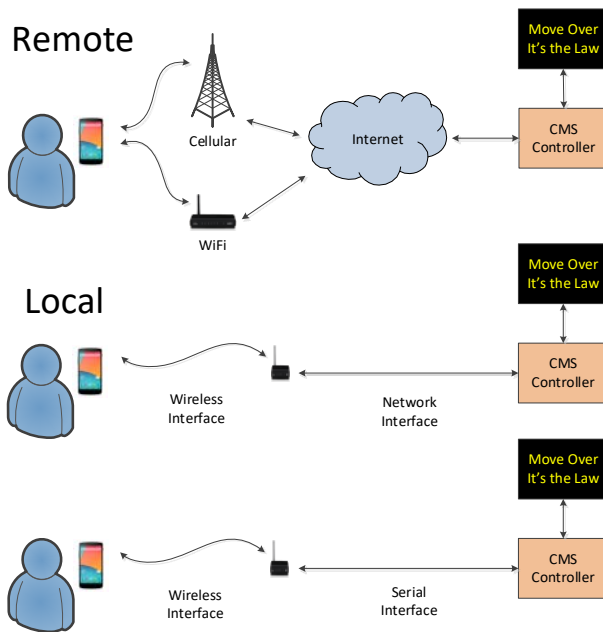 Remote
Move Over
It's the Law
Cellular
Internet
CMS
Controller
WiFi
Local
Move Over
It's the Law
CMS
Controller
Wireless
Interface
Network
Interface
Move Over
It's the Law
CMS
Controller
Wireless
Interface
Serial
Interface